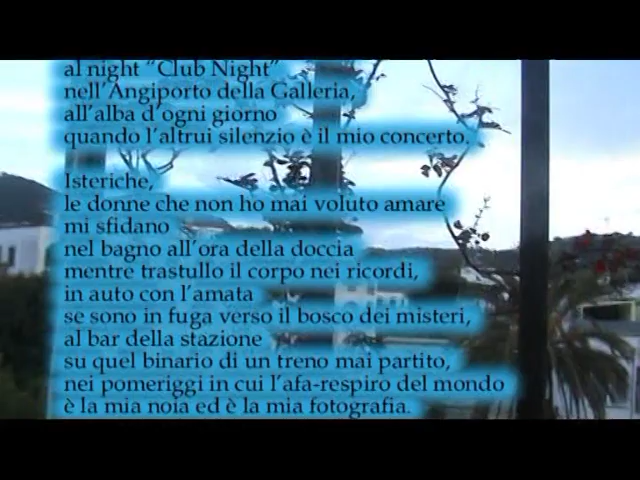 al night “Club Night”
nell’Angiporto della Galleria,
all’alba d’ogni giorno
quando l’altrui silenzio è il mio concerto.
Isteriche,
le donne che non ho mai voluto amare
mi sfidano
nel bagno all’ora della doccia
mentre trastullo il corpo nei ricordi,
in auto con l’amata
se sono in fuga verso il bosco dei misteri,
al bar della stazione
su quel binario di un treno mai partito,
nei pomeriggi in cui l’afa-respiro del mondo
è la mia noia ed è la mia fotografia.